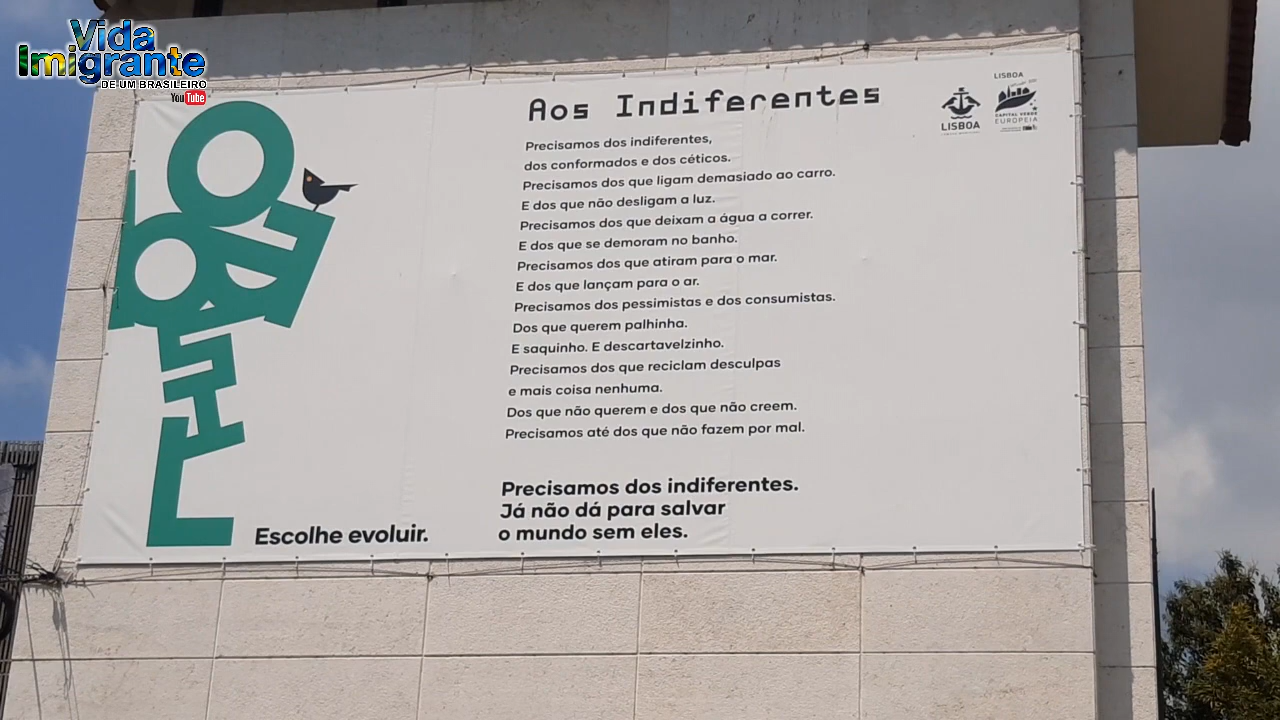 Vida
Imigrante
DE UM BRASILEIRO
YouTube
Aos Indiferentes
LISBOA
LISBOA
CAPITAL VERDE
EUROPEIA
Precisamos dos indiferentes,
dos conformados e dos céticos.
Precisamos dos que ligam demasiado ao carro.
E dos que não desligam a luz.
Precisamos dos que deixam a água a correr.
E dos que se demoram no banho.
Precisamos dos que atiram para o mar.
E dos que lançam para o ar.
Precisamos dos pessimistas e dos consumistas.
Dos que querem palhinha.
E saquinho. E descartavelzinho.
Precisamos dos que reciclam desculpas
e mais coisa nenhuma.
Dos que não querem e dos que não creem.
Precisamos até dos que não fazem por mal.
Precisamos dos indiferentes.
Já não dá para salvar
o mundo sem eles.
Escolhe evoluir.